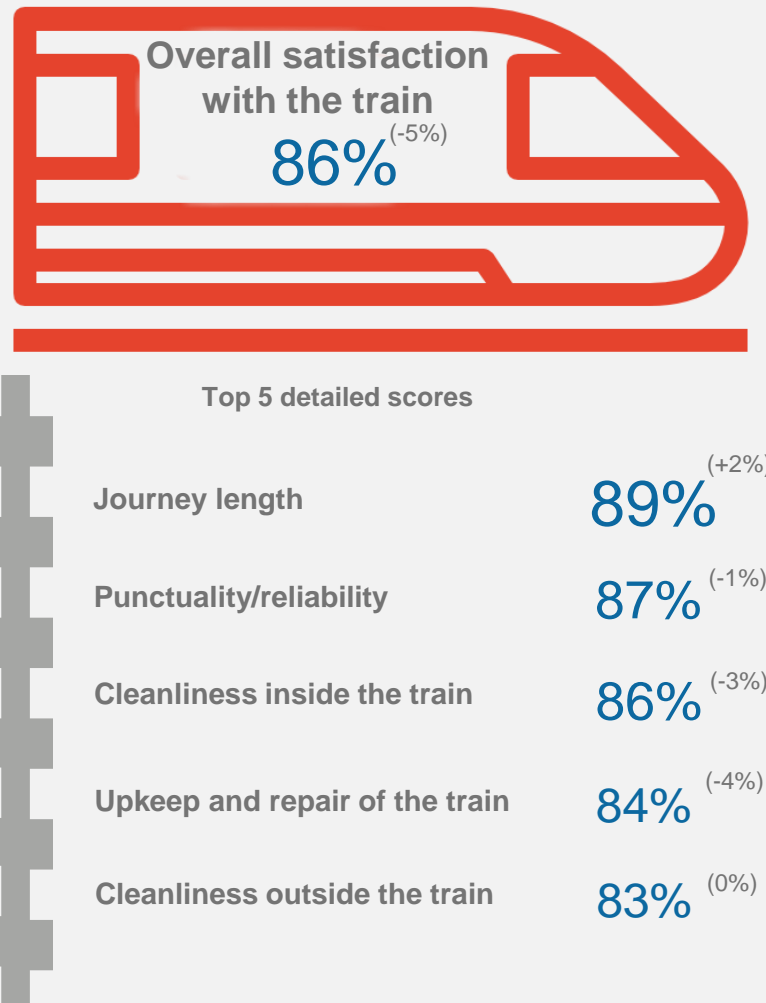 Overall satisfaction
with the train
86% (-5%)
Top 5 detailed scores
Journey length 89% (+2%)
Punctuality/reliability 87% (-1%)
Cleanliness inside the train 86% (-3%)
Upkeep and repair of the train 84% (-4%)
Cleanliness outside the train 83% (0%)